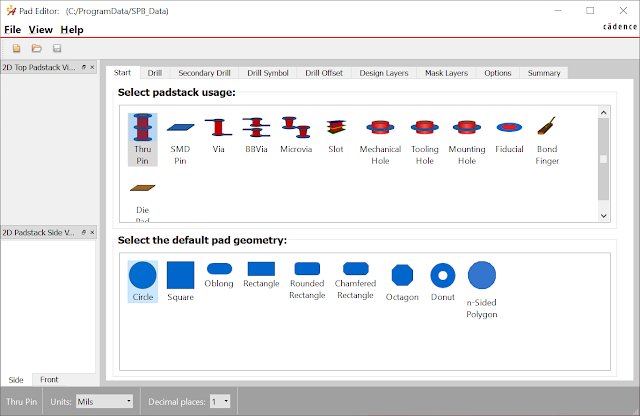 Pad Editor: (C:/ProgramData/SPB_Data)
File View Help
cādence
2D Top Padstack Vi...
Start Drill Secondary Drill Drill Symbol Drill Offset Design Layers Mask Layers Options Summary
Select padstack usage:
Thru Pin
SMD Pin
Via
BBVia
Microvia
Slot
Mechanical Hole
Tooling Hole
Mounting Hole
Fiducial
Bond Finger
Die Pad
2D Padstack Side V...
Select the default pad geometry:
Circle
Square
Oblong
Rectangle
Rounded Rectangle
Chamfered Rectangle
Octagon
Donut
n-Sided Polygon
Side Front
Thru Pin Units: Mils Decimal places: 1